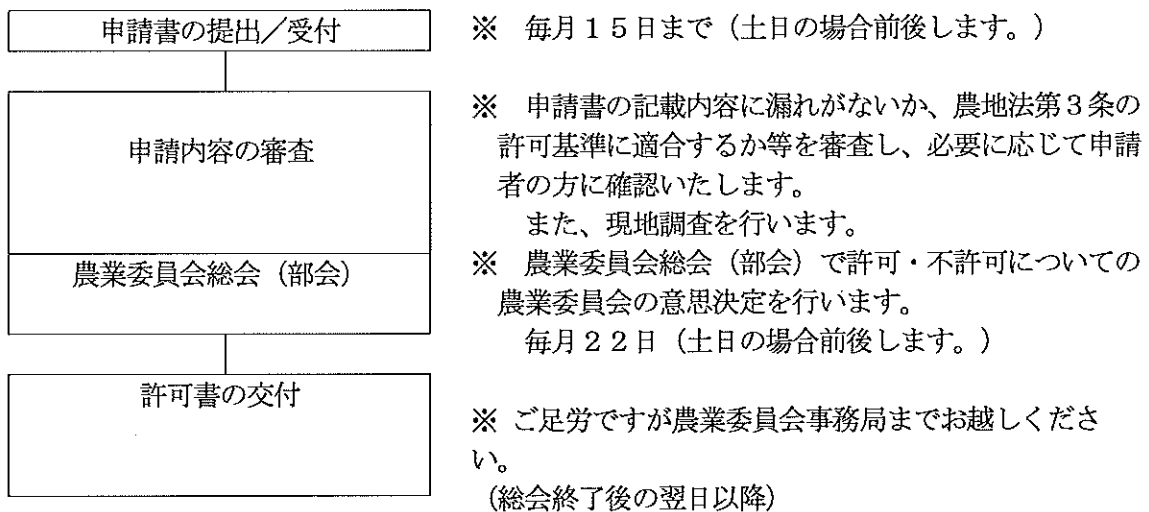 申請書の提出／受付
※　毎月１５日まで（土日の場合前後します。）
申請内容の審査
※　申請書の記載内容に漏れがないか、農地法第３条の
許可基準に適合するか等を審査し、必要に応じて申請
者の方に確認いたします。
また、現地調査を行います。
農業委員会総会（部会）
※　農業委員会総会（部会）で許可・不許可についての
農業委員会の意思決定を行います。
毎月２２日（土日の場合前後します。）
許可書の交付
※ ご足労ですが農業委員会事務局までお越しくださ
い。
（総会終了後の翌日以降）